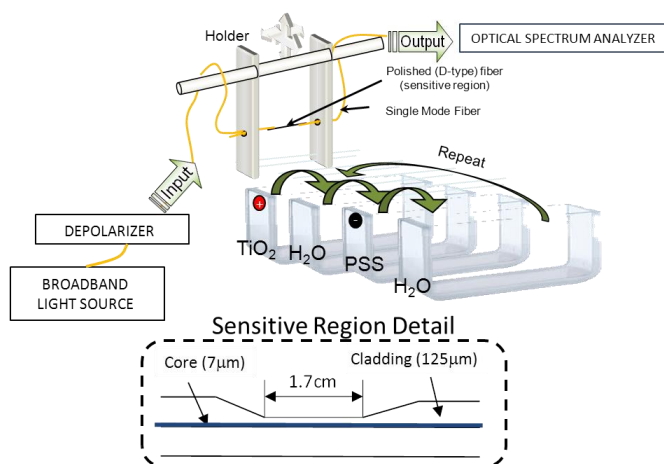 Holder
Output
OPTICAL SPECTRUM ANALYZER
Polished (D-type) fiber
(sensitive region)
Single Mode Fiber
Input
Repeat
DEPOLARIZER
BROADBAND
LIGHT SOURCE
+
-
TiO2
H2O
PSS
H2O
Sensitive Region Detail
Core (7μm)
Cladding (125μm)
1.7cm